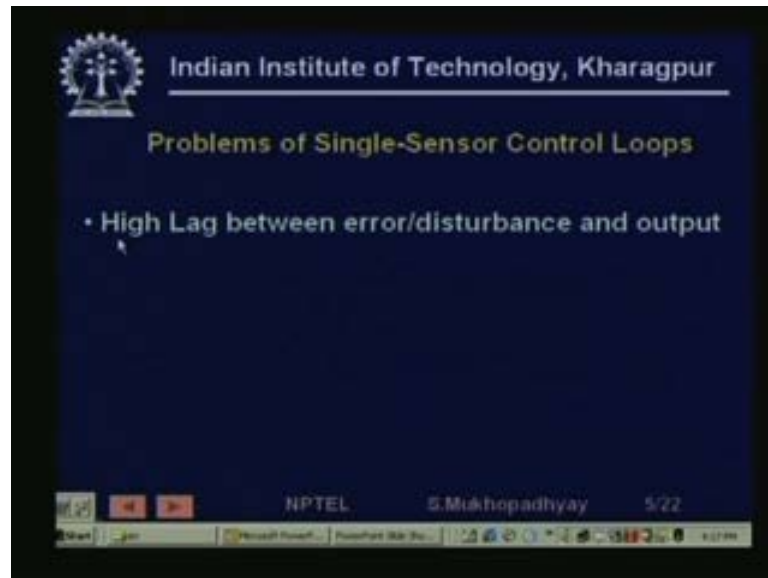 Indian Institute of Technology, Kharagpur
Problems of Single-Sensor Control Loops
• High Lag between error/disturbance and output
NPTEL S.Mukhopadhyay 5/22
Start